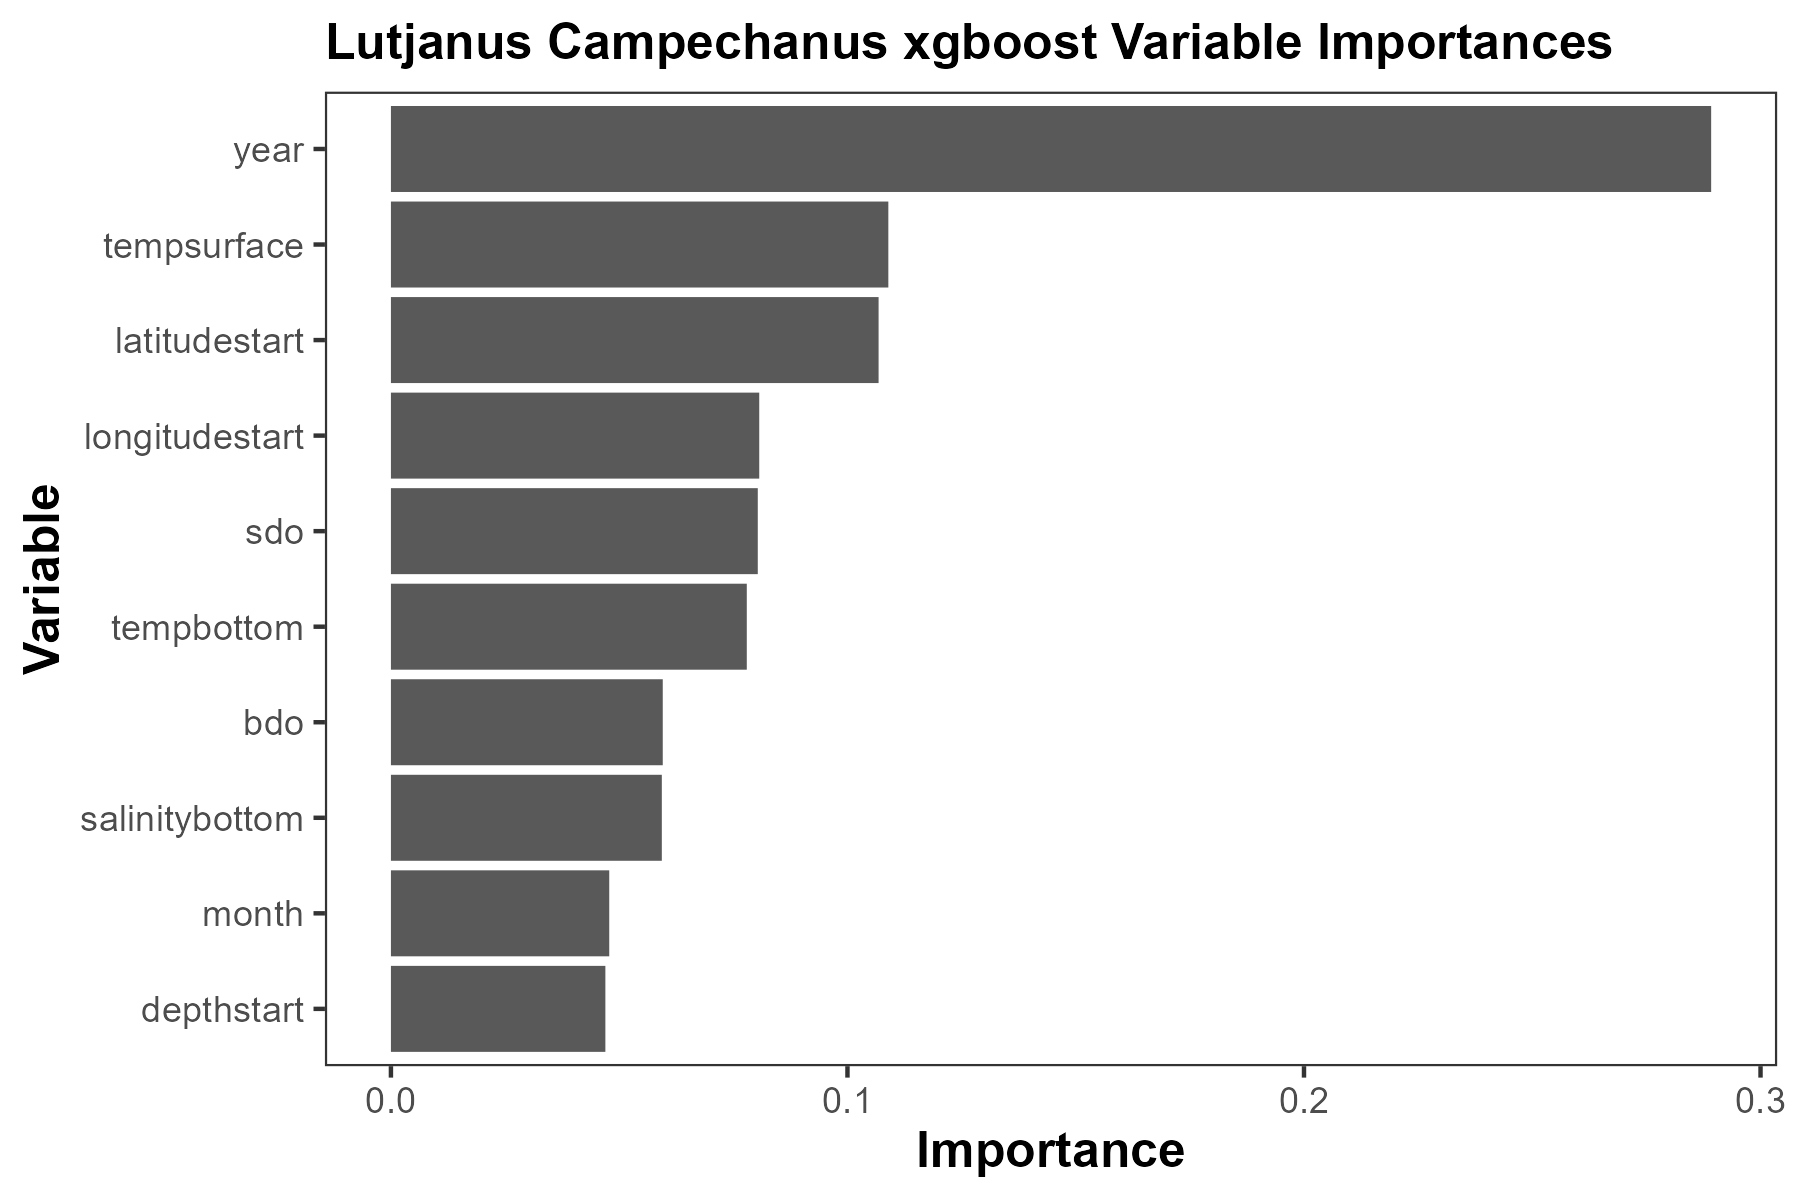 Lutjanus Campechanus xgboost Variable Importances
year
tempsurface
latitudestart
longitudestart
sdo
tempbottom
bdo
salinitybottom
month
depthstart
Variable
0.0 0.1 0.2 0.3
Importance